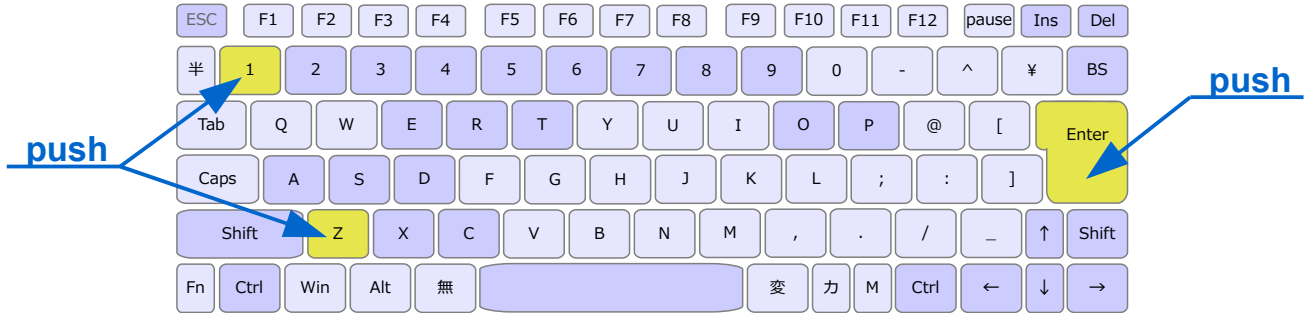 ESC F1 F2 F3 F4 F5 F6 F7 F8 F9 F10 F11 F12 pause Ins Del
半 1 2 3 4 5 6 7 8 9 0 - ^ ¥ BS
push
Tab Q W E R T Y U I O P @ [ Enter
push
Caps A S D F G H J K L ; : ]
Shift Z X C V B N M , . / _ ↑ Shift
Fn Ctrl Win Alt 無 変 カ M Ctrl ← ↓ →